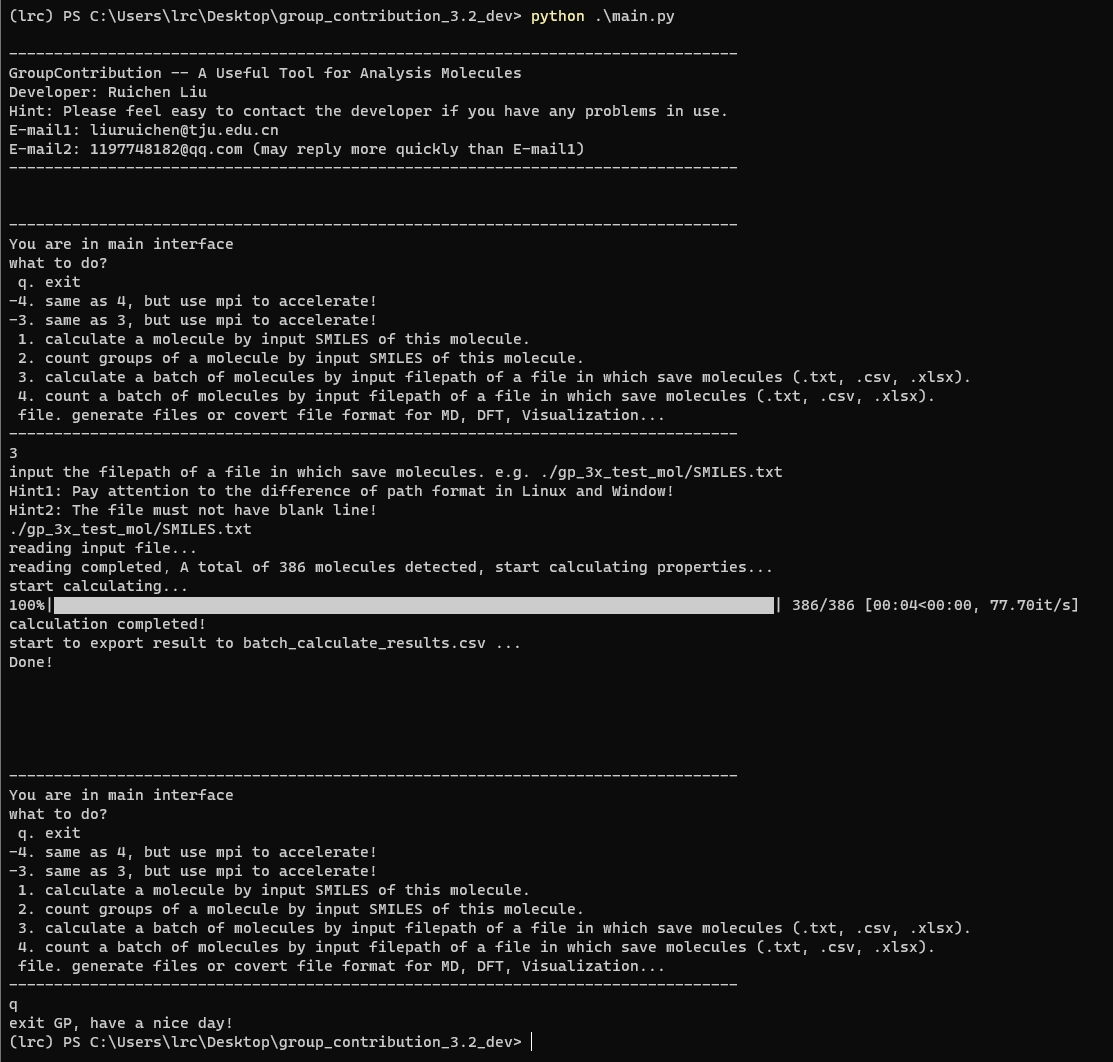 (lrc) PS C:\Users\lrc\Desktop\group_contribution_3.2_dev> python .\main.py
---------------------------------------------------------------------------------
GroupContribution -- A Useful Tool for Analysis Molecules
Developer: Ruichen Liu
Hint: Please feel easy to contact the developer if you have any problems in use.
E-mail1: liuruichen@tju.edu.cn
E-mail2: 1197748182@qq.com (may reply more quickly than E-mail1)
---------------------------------------------------------------------------------
---------------------------------------------------------------------------------
You are in main interface
what to do?
 q. exit
-4. same as 4, but use mpi to accelerate!
-3. same as 3, but use mpi to accelerate!
 1. calculate a molecule by input SMILES of this molecule.
 2. count groups of a molecule by input SMILES of this molecule.
 3. calculate a batch of molecules by input filepath of a file in which save molecules (.txt, .csv, .xlsx).
 4. count a batch of molecules by input filepath of a file in which save molecules (.txt, .csv, .xlsx).
 file. generate files or covert file format for MD, DFT, Visualization...
---------------------------------------------------------------------------------
3
input the filepath of a file in which save molecules. e.g. ./gp_3x_test_mol/SMILES.txt
Hint1: Pay attention to the difference of path format in Linux and Window!
Hint2: The file must not have blank line!
./gp_3x_test_mol/SMILES.txt
reading input file...
reading completed, A total of 386 molecules detected, start calculating properties...
start calculating...
100%|| 386/386 [00:04<00:00, 77.70it/s]
calculation completed!
start to export result to batch_calculate_results.csv ...
Done!
---------------------------------------------------------------------------------
You are in main interface
what to do?
 q. exit
-4. same as 4, but use mpi to accelerate!
-3. same as 3, but use mpi to accelerate!
 1. calculate a molecule by input SMILES of this molecule.
 2. count groups of a molecule by input SMILES of this molecule.
 3. calculate a batch of molecules by input filepath of a file in which save molecules (.txt, .csv, .xlsx).
 4. count a batch of molecules by input filepath of a file in which save molecules (.txt, .csv, .xlsx).
 file. generate files or covert file format for MD, DFT, Visualization...
---------------------------------------------------------------------------------
q
exit GP, have a nice day!
(lrc) PS C:\Users\lrc\Desktop\group_contribution_3.2_dev>